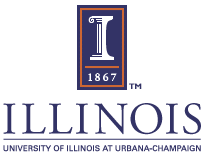 I
1867
TM
ILLINOIS
UNIVERSITY OF ILLINOIS AT URBANA-CHAMPAIGN